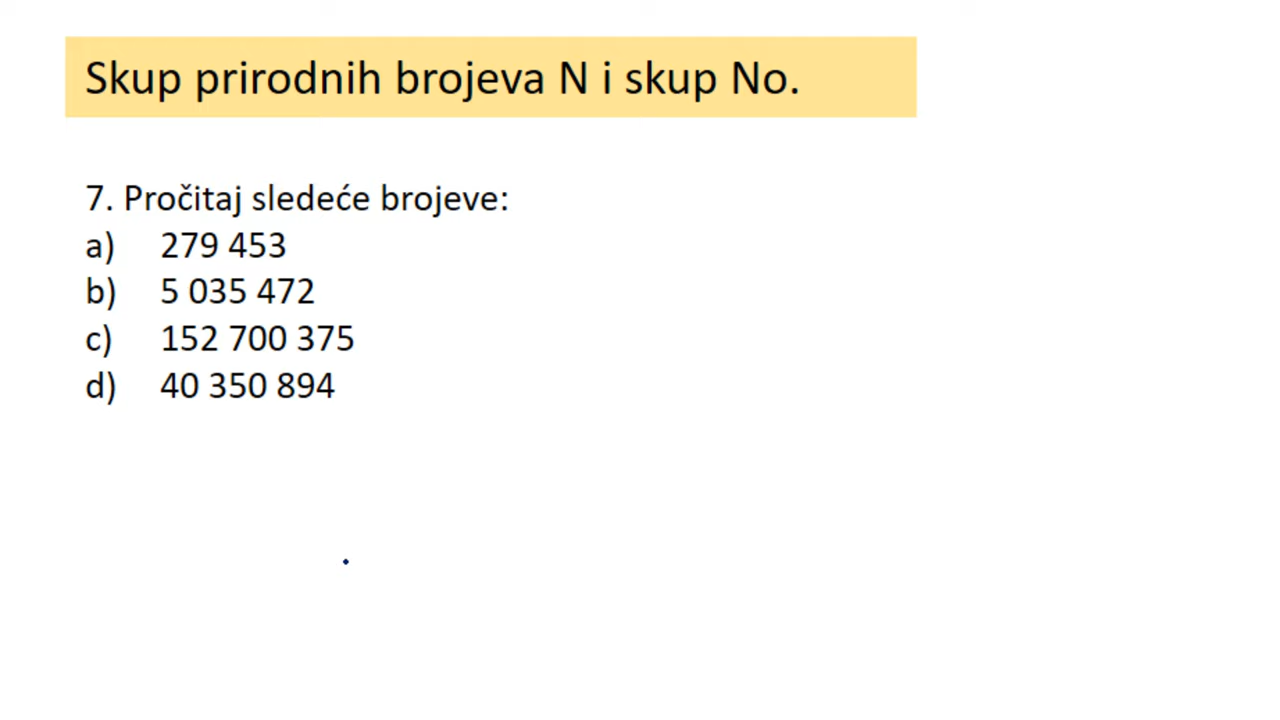 Skup prirodnih brojeva N i skup No.
7. Pročitaj sledeće brojeve:
a) 279 453
b) 5 035 472
c) 152 700 375
d) 40 350 894